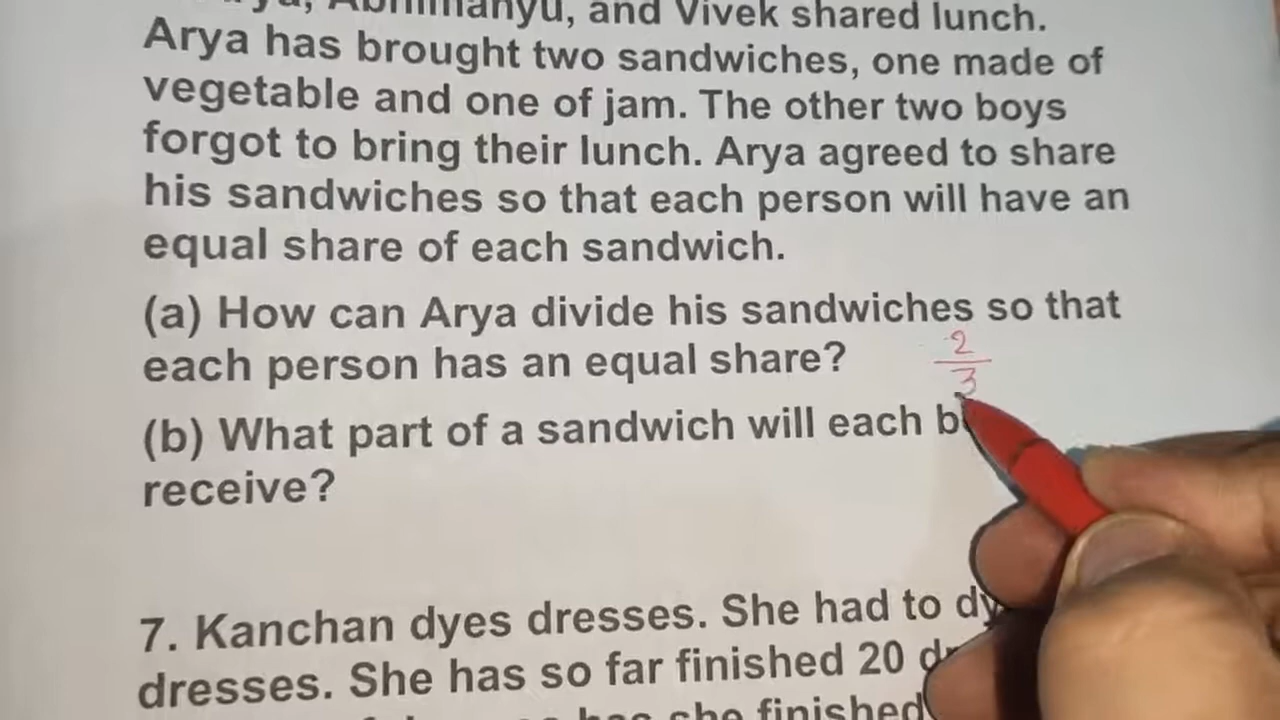 Abhimanyu, and Vivek shared lunch.
Arya has brought two sandwiches, one made of
vegetable and one of jam. The other two boys
forgot to bring their lunch. Arya agreed to share
his sandwiches so that each person will have an
equal share of each sandwich.
(a) How can Arya divide his sandwiches so that
each person has an equal share?
2
3
(b) What part of a sandwich will each
receive?
7. Kanchan dyes dresses. She had to
dresses. She has so far finished 20
has she finished